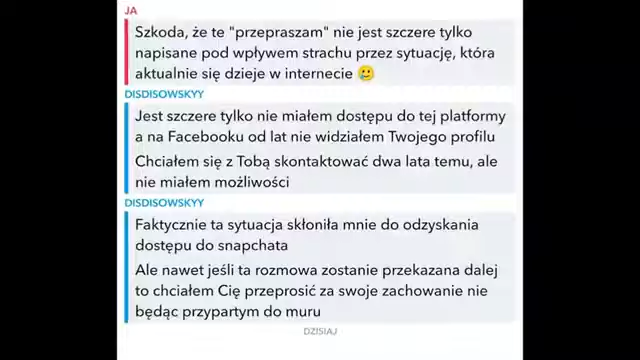 JA
Szkoda, że te "przepraszam" nie jest szczere tylko
napisane pod wpływem strachu przez sytuację, która
aktualnie się dzieje w internecie 🥲
DISDISOWSKYY
Jest szczere tylko nie miałem dostępu do tej platformy
a na Facebooku od lat nie widziałem Twojego profilu
Chciałem się z Tobą skontaktować dwa lata temu, ale
nie miałem możliwości
DISDISOWSKYY
Faktycznie ta sytuacja skłoniła mnie do odzyskania
dostępu do snapchata
Ale nawet jeśli ta rozmowa zostanie przekazana dalej
to chciałem Cię przeprosić za swoje zachowanie nie
będąc przypartym do muru
DZISIAJ